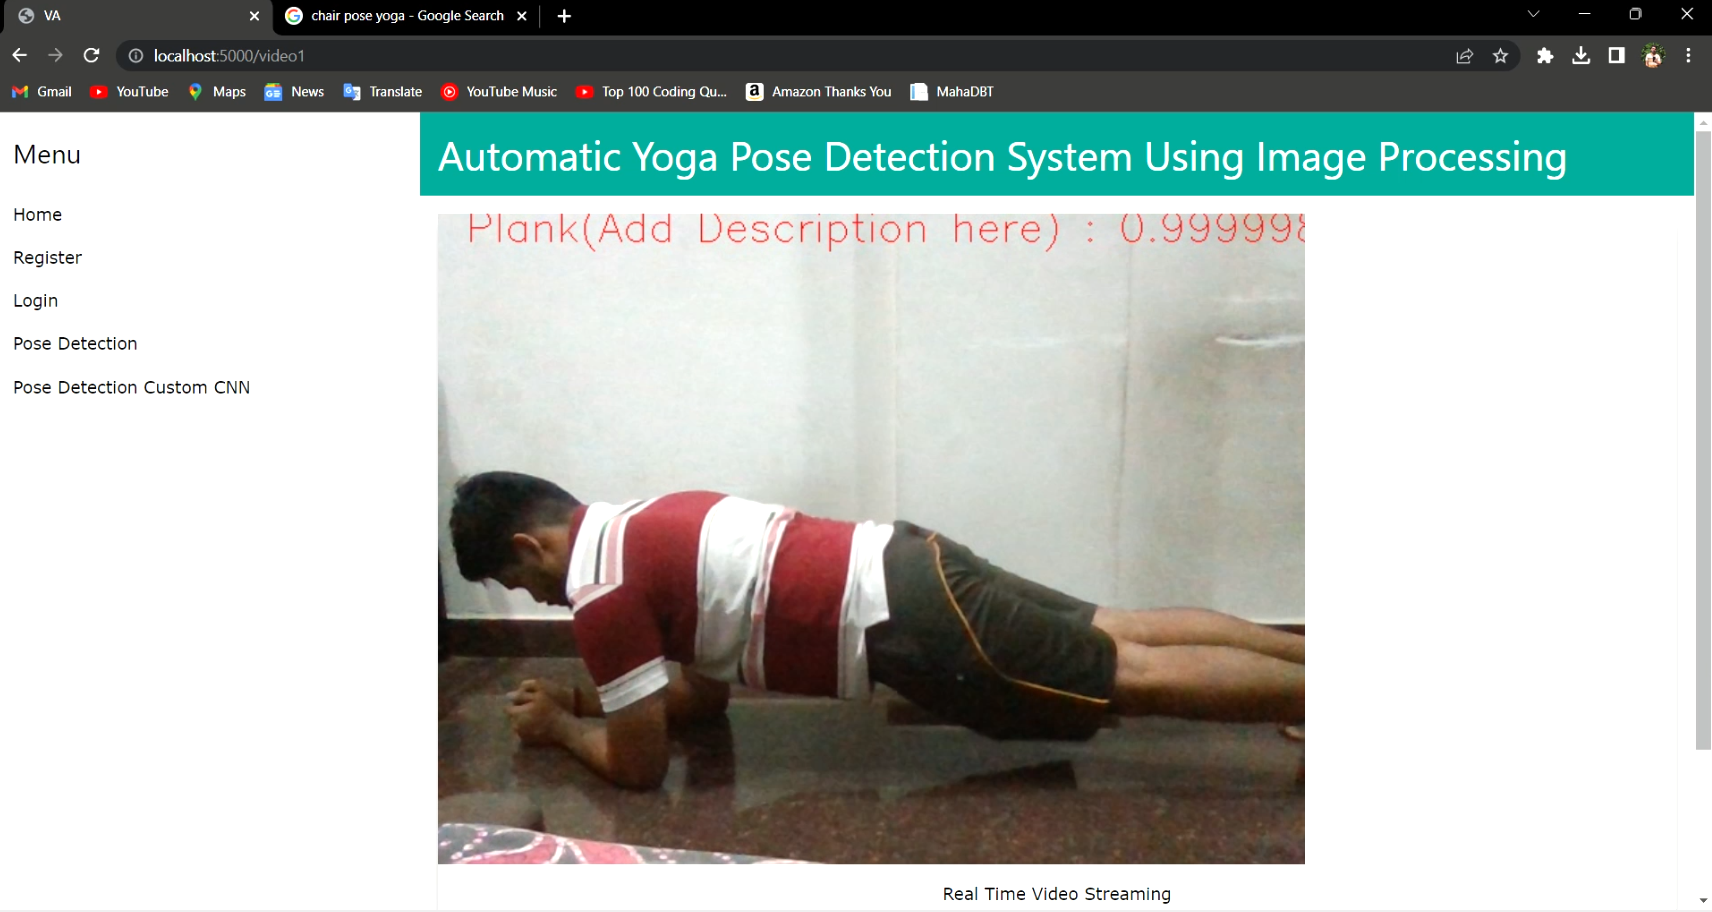 VA
chair pose yoga - Google Search
localhost:5000/video1
Gmail
YouTube
Maps
News
Translate
YouTube Music
Top 100 Coding Qu...
Amazon Thanks You
MahaDBT
Menu
Home
Register
Login
Pose Detection
Pose Detection Custom CNN
Automatic Yoga Pose Detection System Using Image Processing
Plank(Add Description here) : 0.999998
Real Time Video Streaming